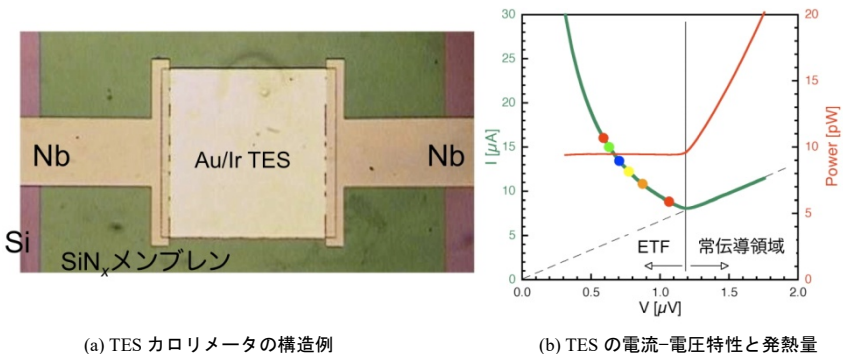 Nb
Au/Ir TES
Nb
Si
SiNxメンブレン
(a) TES カロリメータの構造例
30
25
20
15
10
5
0
I [µA]
20
15
10
5
0
Power [pW]
ETF
常伝導領域
0.0
0.5
1.0
1.5
2.0
V [µV]
(b) TES の電流−電圧特性と発熱量